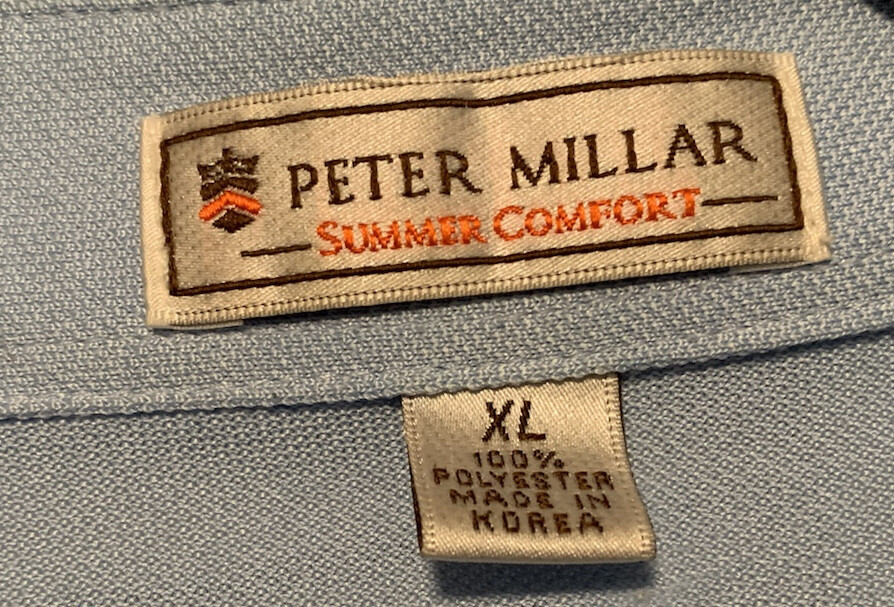 PETER MILLAR
SUMMER COMFORT
XL
100%
POLYESTER
MADE IN
KOREA